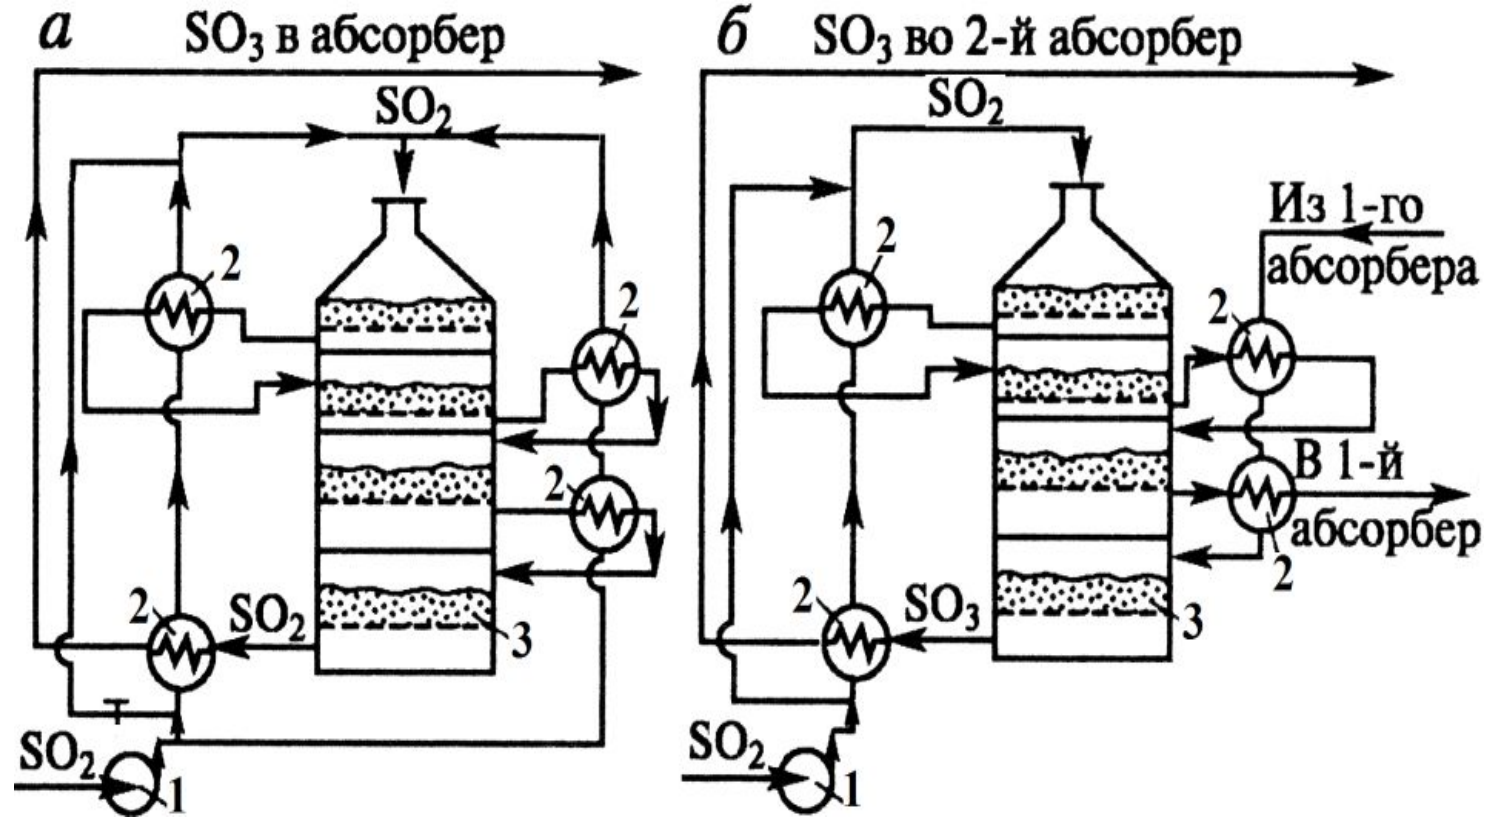 а
SO3 в абсорбер
SO2
2
2
2
2
SO2
3
SO2
1
б
SO3 во 2-й абсорбер
SO2
Из 1-го
абсорбера
2
2
В 1-й
абсорбер
2
2
SO3
3
SO2
1